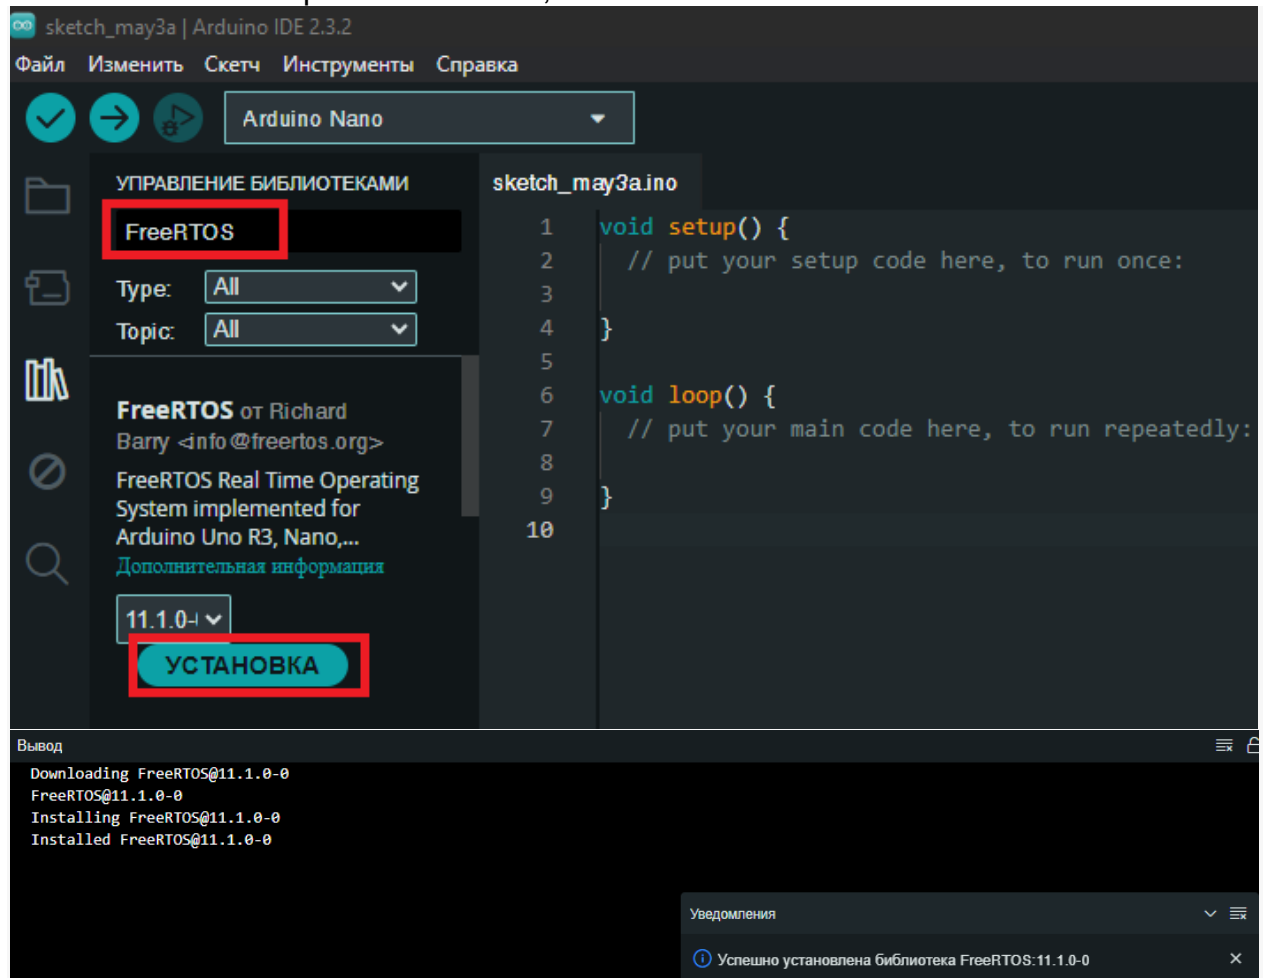 sketch_may3a | Arduino IDE 2.3.2
Файл Изменить Скетч Инструменты Справка
Arduino Nano
УПРАВЛЕНИЕ БИБЛИОТЕКАМИ
FreeRTOS
Type: All
Topic: All
FreeRTOS от Richard
Barry <info@freertos.org>
FreeRTOS Real Time Operating
System implemented for
Arduino Uno R3, Nano,...
Дополнительная информация
11.1.0-
УСТАНОВКА
sketch_may3a.ino
1 void setup() {
2 // put your setup code here, to run once:
3
4 }
5
6 void loop() {
7 // put your main code here, to run repeatedly:
8
9 }
10
Вывод
Downloading FreeRTOS@11.1.0-0
FreeRTOS@11.1.0-0
Installing FreeRTOS@11.1.0-0
Installed FreeRTOS@11.1.0-0
Уведомления
Успешно установлена библиотека FreeRTOS:11.1.0-0